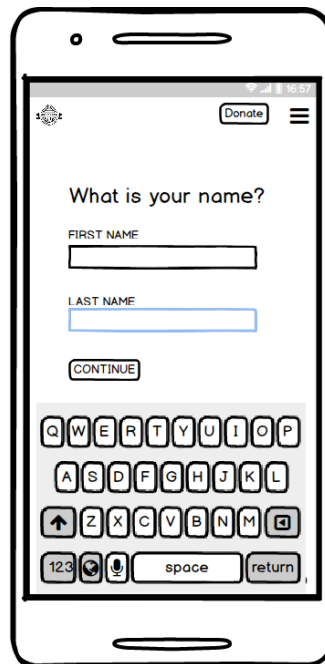 16:57
Donate
What is your name?
FIRST NAME
LAST NAME
CONTINUE
Q W E R T Y U I O P
A S D F G H J K L
Z X C V B N M
123 space return